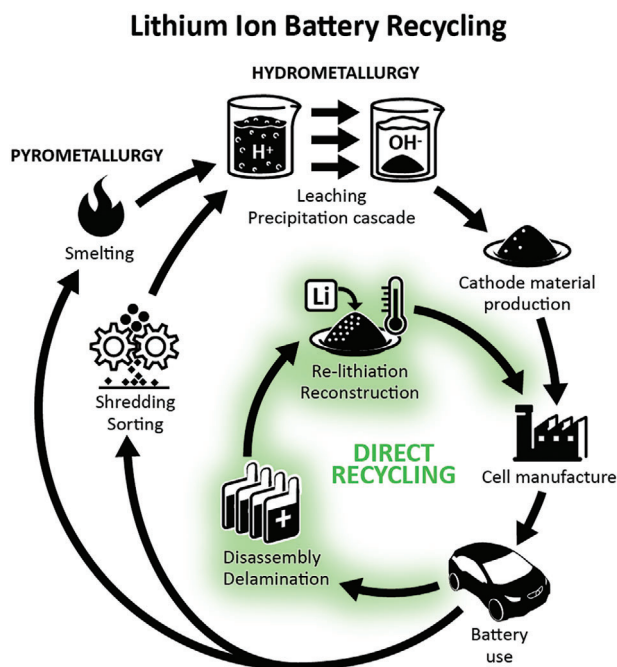 Lithium Ion Battery Recycling
HYDROMETALLURGY
H+
OH-
PYROMETALLURGY
Leaching
Precipitation cascade
Smelting
Cathode material
production
Li
Re-lithiation
Reconstruction
Shredding
Sorting
DIRECT
RECYCLING
Cell manufacture
+
Disassembly
Delamination
Battery
use